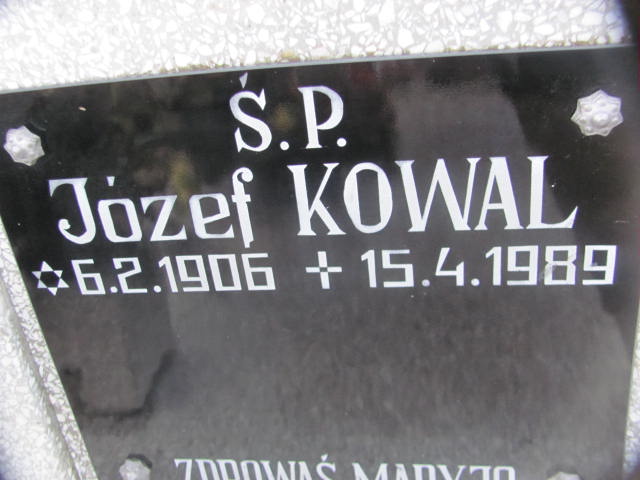 Ś.P.
Józef KOWAL
✡6.2.1906 + 15.4.1989
ZDROWAŚ MARYJO